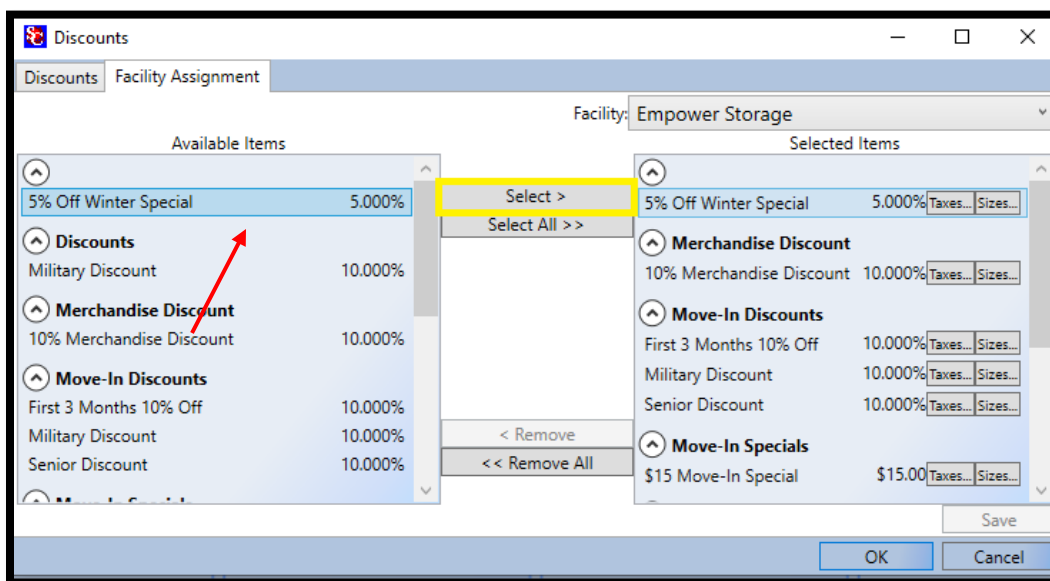 Discounts
Discounts Facility Assignment
Facility: Empower Storage
Available Items
5% Off Winter Special 5.000%
Discounts
Military Discount 10.000%
Merchandise Discount
10% Merchandise Discount 10.000%
Move-In Discounts
First 3 Months 10% Off 10.000%
Military Discount 10.000%
Senior Discount 10.000%
Move-In Specials
Select >
Select All >>
< Remove
<< Remove All
Selected Items
5% Off Winter Special 5.000% Taxes... Sizes...
Merchandise Discount
10% Merchandise Discount 10.000% Taxes... Sizes...
Move-In Discounts
First 3 Months 10% Off 10.000% Taxes... Sizes...
Military Discount 10.000% Taxes... Sizes...
Senior Discount 10.000% Taxes... Sizes...
Move-In Specials
$15 Move-In Special $15.00 Taxes... Sizes...
Save
OK Cancel